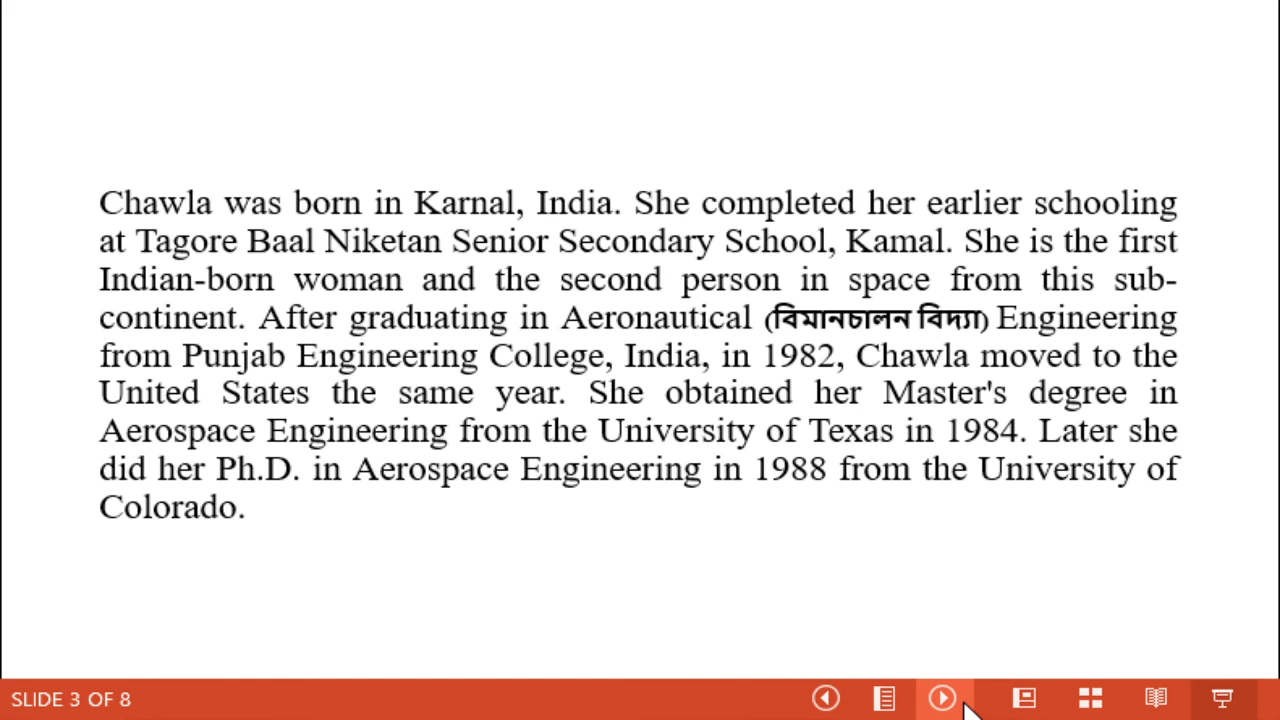 Chawla was born in Karnal, India. She completed her earlier schooling
at Tagore Baal Niketan Senior Secondary School, Kamal. She is the first
Indian-born woman and the second person in space from this sub-
continent. After graduating in Aeronautical (বিমানচালন বিদ্যা) Engineering
from Punjab Engineering College, India, in 1982, Chawla moved to the
United States the same year. She obtained her Master's degree in
Aerospace Engineering from the University of Texas in 1984. Later she
did her Ph.D. in Aerospace Engineering in 1988 from the University of
Colorado.
SLIDE 3 OF 8